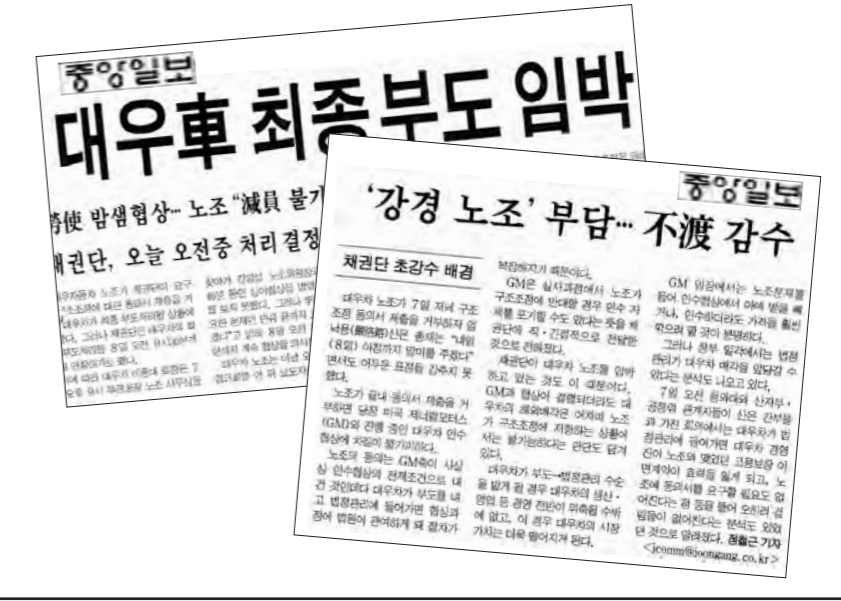 중앙일보
대우車 최종부도 임박
勞使 밤샘협상… 노조 “減員 불가
채권단, 오늘 오전중 처리결정
중앙일보
‘강경 노조’ 부담… 不渡 감수
채권단 초강수 배경
대우차 노조가 7일 저녁 구조
조정 동의서 제출을 거부하자 엄
낙용(嚴洛鎔)산은 총재는 “내일
(8일) 아침까지 말미를 주겠다”
면서도 어두운 표정을 감추지 못
했다.
노조가 끝내 동의서 제출을 거
부하면 당장 미국 제너럴모터스
(GM)와 진행 중인 대우차 인수
협상에 차질이 불가피하다.
노조의 동의는 GM측이 사실
상 인수협상의 전제조건으로 내
건 것인데다 대우차가 부도를 내
고 법정관리에 들어가면 협상과
정에 법원이 관여하게 돼 절차가
복잡해지기 때문이다.
GM은 실사과정에서 노조가
구조조정에 반대할 경우 인수 자
체를 포기할 수도 있다는 뜻을 채
권단에 직·간접적으로 전달한
것으로 전해졌다.
채권단이 대우차 노조를 압박
하고 있는 것도 이 때문이다.
GM과 협상이 결렬되더라도 대
우차의 해외매각은 어차피 노조
가 구조조정에 저항하는 상황에
서는 불가능하다는 판단도 담겨
있다.
대우차가 부도→법정관리 수순
을 밟게 될 경우 대우차의 생산·
영업 등 경영 전반이 위축될 수밖
에 없고, 이 경우 대우차의 시장
가치는 더욱 떨어지게 된다.
GM 입장에서는 노조문제를
들어 인수협상에서 아예 발을 빼
거나, 인수하더라도 가격을 훨씬
깎으려 할 것이 분명하다.
그러나 정부 일각에서는 법정
관리가 대우차 매각을 앞당길 수
있다는 분석도 나오고 있다.
7일 오전 청와대와 산자부·
금감위 관계자들이 산은 간부들
과 가진 회의에서는 대우차가 법
정관리에 들어가면 대우차 경영
진이 노조와 맺었던 고용보장 이
면계약이 효력을 잃게 되고, 노
조에 동의서를 요구할 필요도 없
어진다는 점 등을 들어 오히려 걸
림돌이 없어진다는 분석도 있었
던 것으로 알려졌다. 정철근 기자
<jcomm@joongang.co.kr>